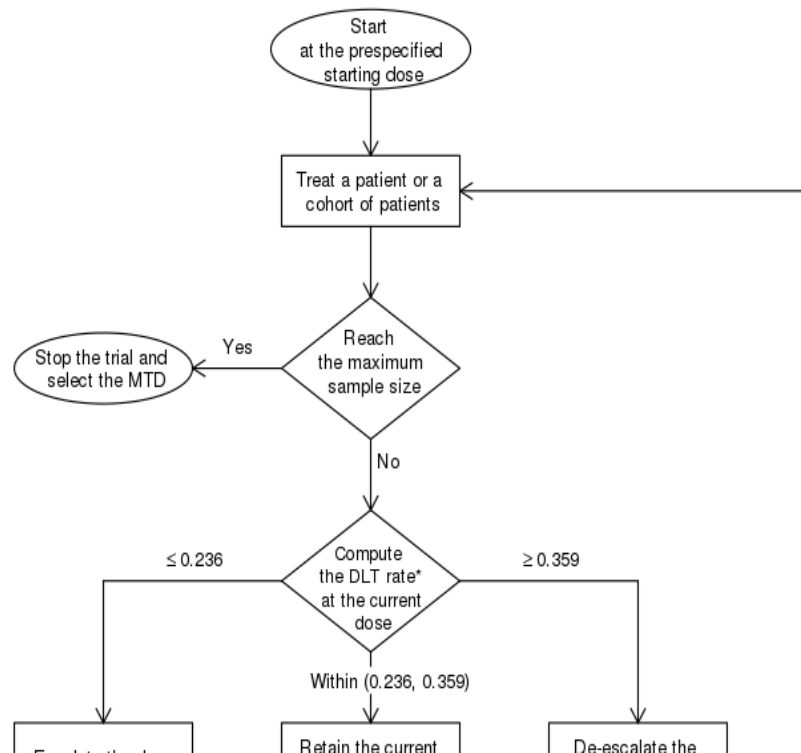 Start
at the prespecified
starting dose
Treat a patient or a
cohort of patients
Reach
the maximum
sample size
Yes
Stop the trial and
select the MTD
No
Compute
the DLT rate*
at the current
dose
≤ 0.236
≥ 0.359
Within (0.236, 0.359)
Retain the current
De-escalate the